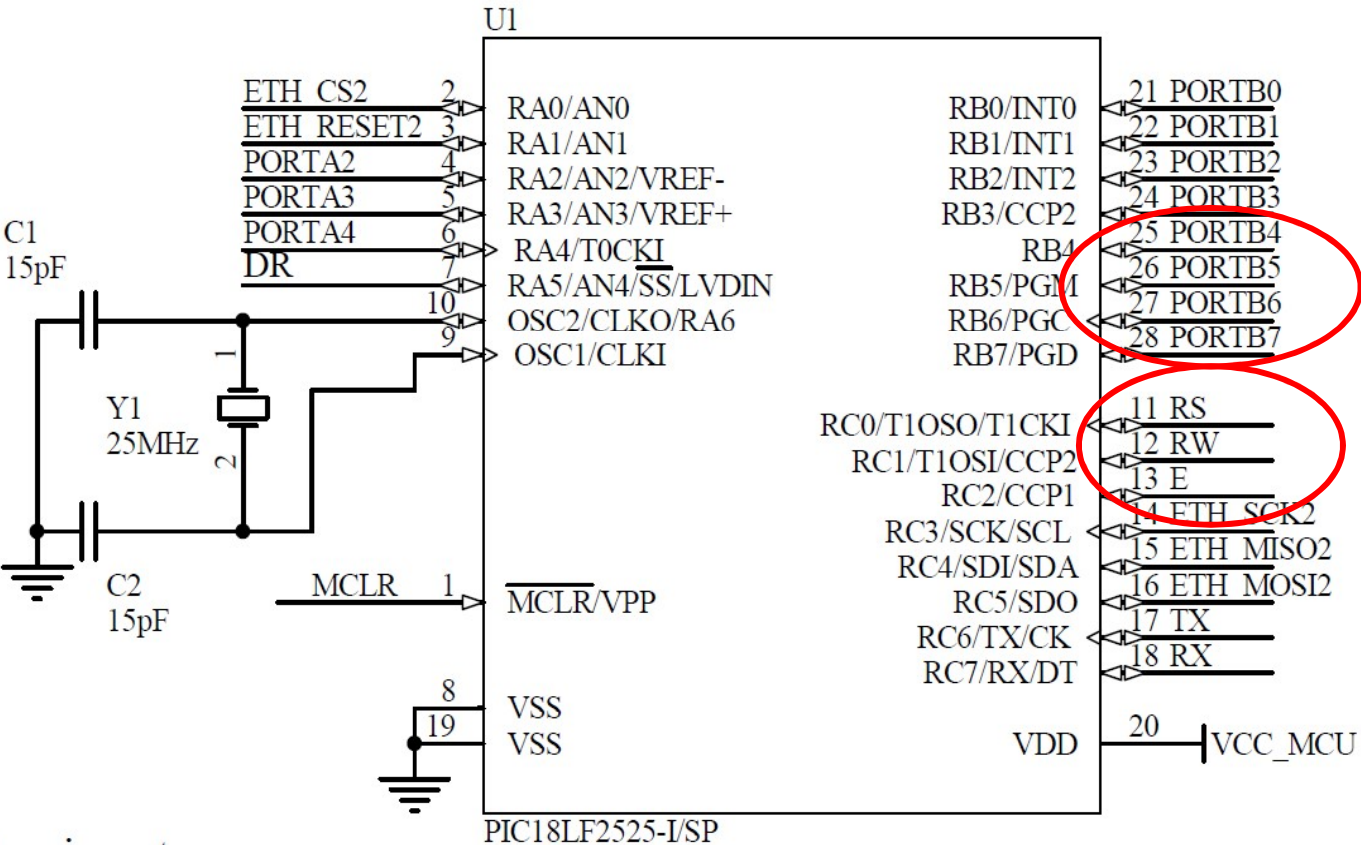 U1
ETH_CS2 2 RA0/AN0
ETH_RESET2 3 RA1/AN1
PORTA2 4 RA2/AN2/VREF-
PORTA3 5 RA3/AN3/VREF+
PORTA4 6 RA4/T0CKI
DR 7 RA5/AN4/SS/LVDIN
10 OSC2/CLKO/RA6
9 OSC1/CLKI
C1
15pF
1
Y1
25MHz
2
C2
15pF
MCLR 1 MCLR/VPP
8 VSS
19 VSS
RB0/INT0 21 PORTB0
RB1/INT1 22 PORTB1
RB2/INT2 23 PORTB2
RB3/CCP2 24 PORTB3
RB4 25 PORTB4
RB5/PGM 26 PORTB5
RB6/PGC 27 PORTB6
RB7/PGD 28 PORTB7
RC0/T1OSO/T1CKI 11 RS
RC1/T1OSI/CCP2 12 RW
RC2/CCP1 13 E
RC3/SCK/SCL 14 ETH_SCK2
RC4/SDI/SDA 15 ETH_MISO2
RC5/SDO 16 ETH_MOSI2
RC6/TX/CK 17 TX
RC7/RX/DT 18 RX
VDD 20 VCC_MCU
PIC18LF2525-I/SP